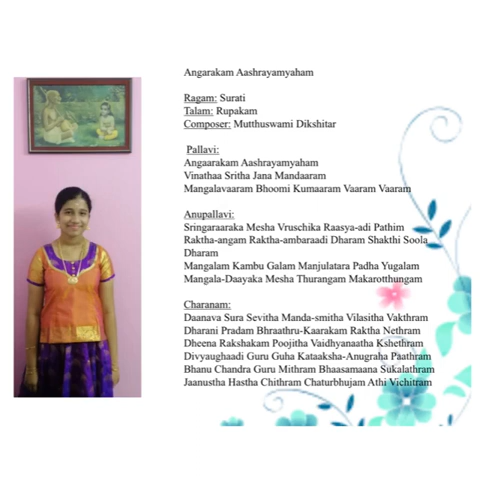 Angarakam Aashrayamyaham
Ragam: Surati
Talam: Rupakam
Composer: Mutthuswami Dikshitar
Pallavi:
Angaarakam Aashrayamyaham
Vinathaa Sritha Jana Mandaaram
Mangalavaaram Bhoomi Kumaaram Vaaram Vaaram
Anupallavi:
Sringaraaraka Mesha Vruschika Raasya-adi Pathim
Raktha-angam Raktha-ambaraadi Dharam Shakthi Soola
Dharam
Mangalam Kambu Galam Manjulatara Padha Yugalam
Mangala-Daayaka Mesha Thurangam Makarotthungam
Charanam:
Daanava Sura Sevitha Manda-smitha Vilasitha Vakthram
Dharani Pradam Bhraathru-Kaarakam Raktha Nethram
Dheena Rakshakam Poojitha Vaidhyanaatha Kshethram
Divyaughaadi Guru Guha Kataaksha-Anugraha Paathram
Bhanu Chandra Guru Mithram Bhaasamaana Sukalathram
Jaanustha Hastha Chithram Chaturbhujam Athi Vichitram